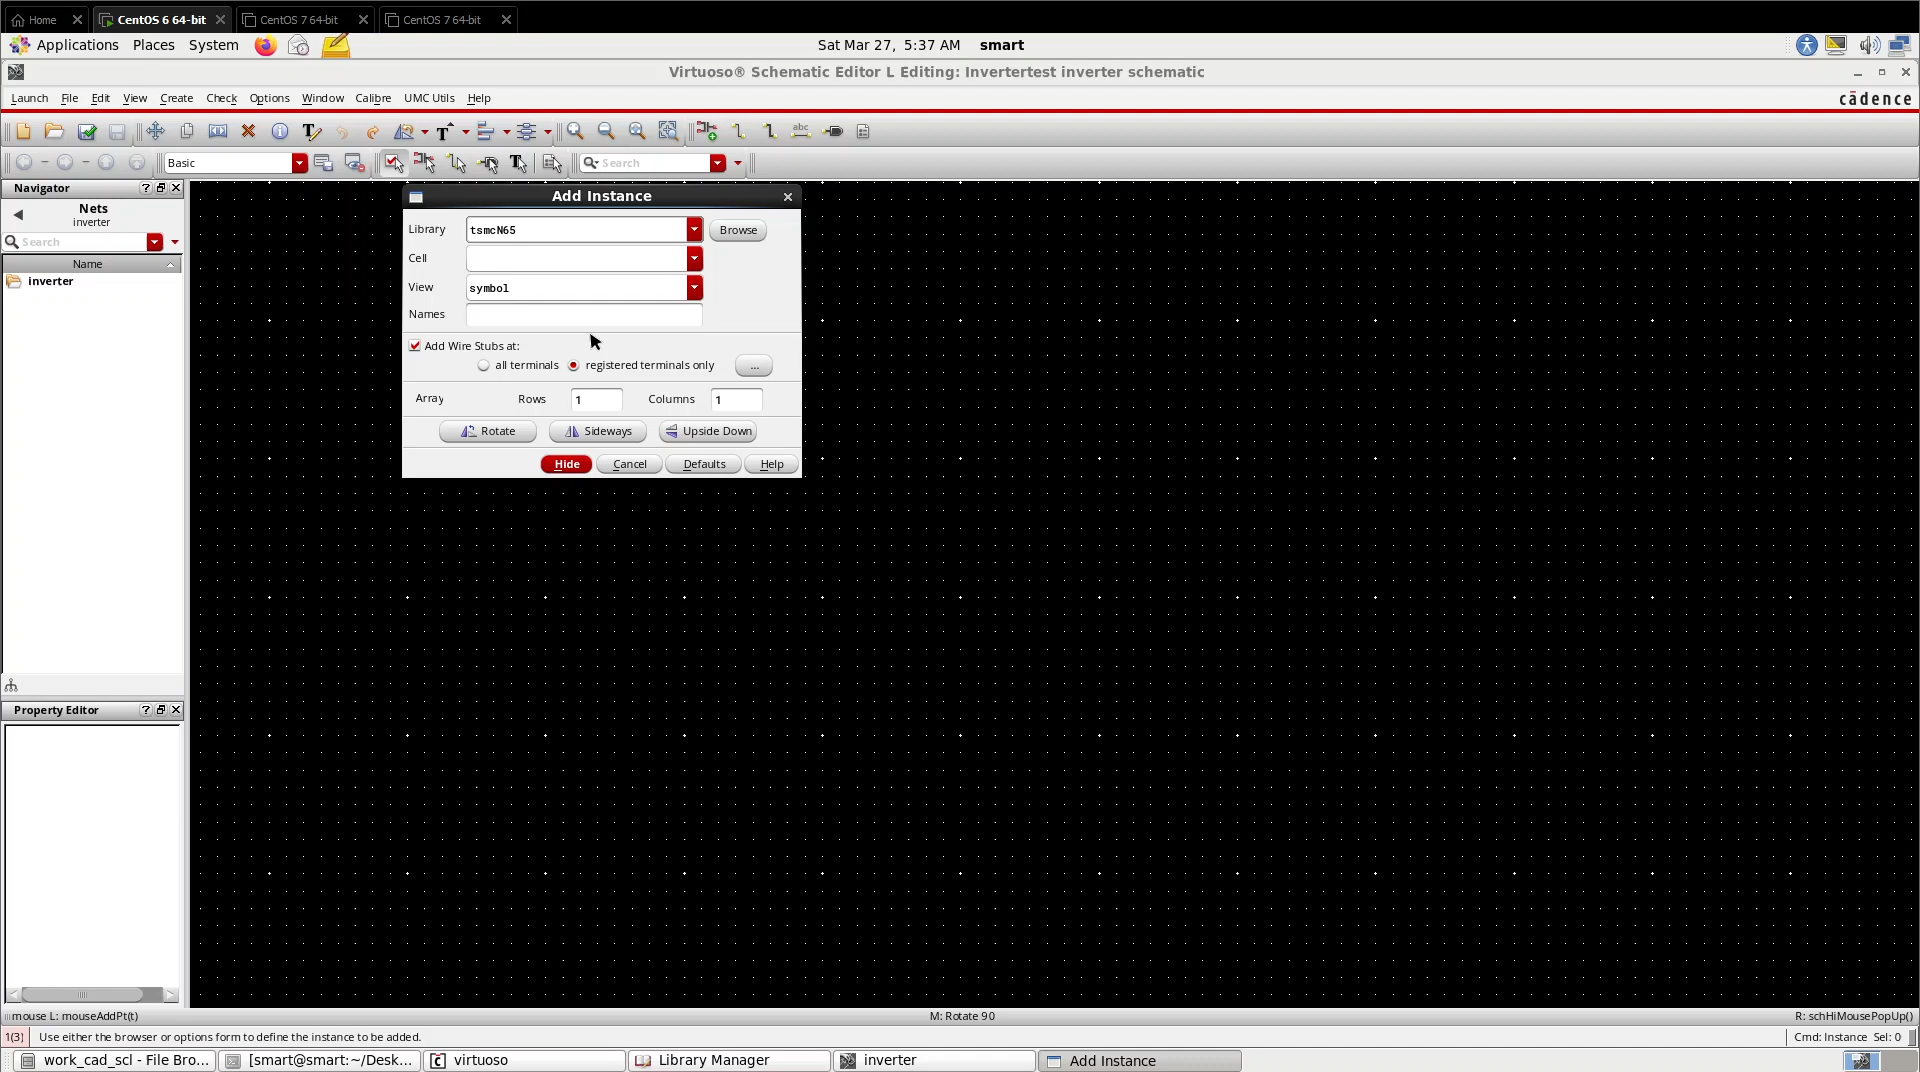 Home
CentOS 6 64-bit
CentOS 7 64-bit
CentOS 7 64-bit
Applications Places System
Sat Mar 27, 5:37 AM smart
Virtuoso® Schematic Editor L Editing: Invertertest inverter schematic
Launch File Edit View Create Check Options Window Calibre UMC Utils Help
cādence
abc
Basic
Search
Navigator
Nets
inverter
Search
Name
inverter
Property Editor
Add Instance
Library tsmcN65 Browse
Cell
View symbol
Names
Add Wire Stubs at:
all terminals registered terminals only ...
Array Rows 1 Columns 1
Rotate Sideways Upside Down
Hide Cancel Defaults Help
mouse L: mouseAddPt(t) M: Rotate 90 R: schHiMousePopUp()
1(3) Use either the browser or options form to define the instance to be added. Cmd: Instance Sel: 0
work_cad_scl - File Bro... [smart@smart:~/Desk... virtuoso Library Manager inverter Add Instance